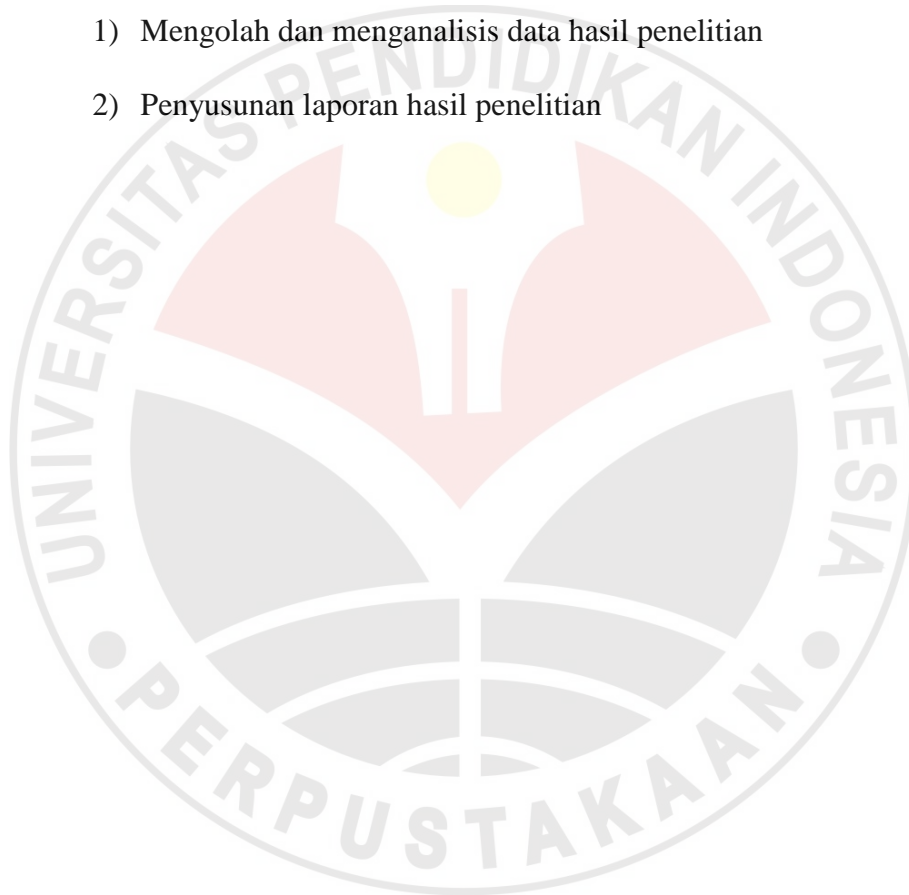 1) Mengolah dan menganalisis data hasil penelitian
2) Penyusunan laporan hasil penelitian
UNIVERSITAS PENDIDIKAN INDONESIA
PERPUSTAKAAN